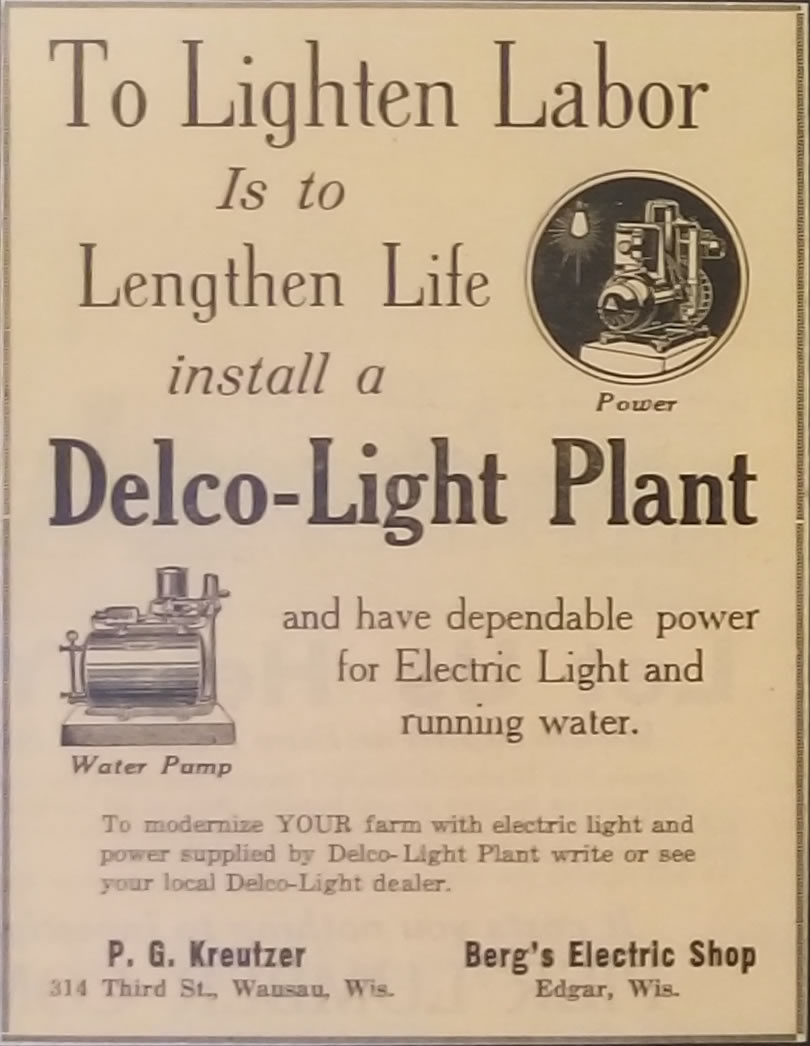 To Lighten Labor
Is to
Lengthen Life
install a
Power
Delco-Light Plant
and have dependable power
for Electric Light and
running water.
Water Pump
To modernize YOUR farm with electric light and
power supplied by Delco-Light Plant write or see
your local Delco-Light dealer.
P. G. Kreutzer
314 Third St., Wausau, Wis.
Berg's Electric Shop
Edgar, Wis.